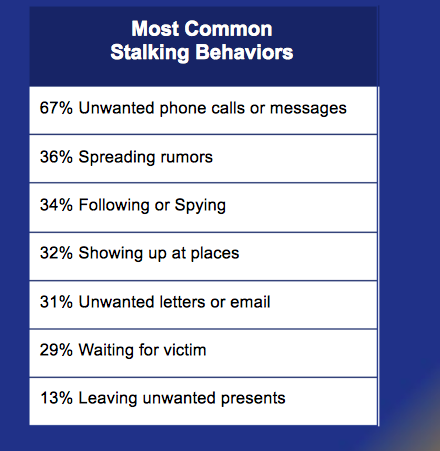 Most Common
Stalking Behaviors
67% Unwanted phone calls or messages
36% Spreading rumors
34% Following or Spying
32% Showing up at places
31% Unwanted letters or email
29% Waiting for victim
13% Leaving unwanted presents